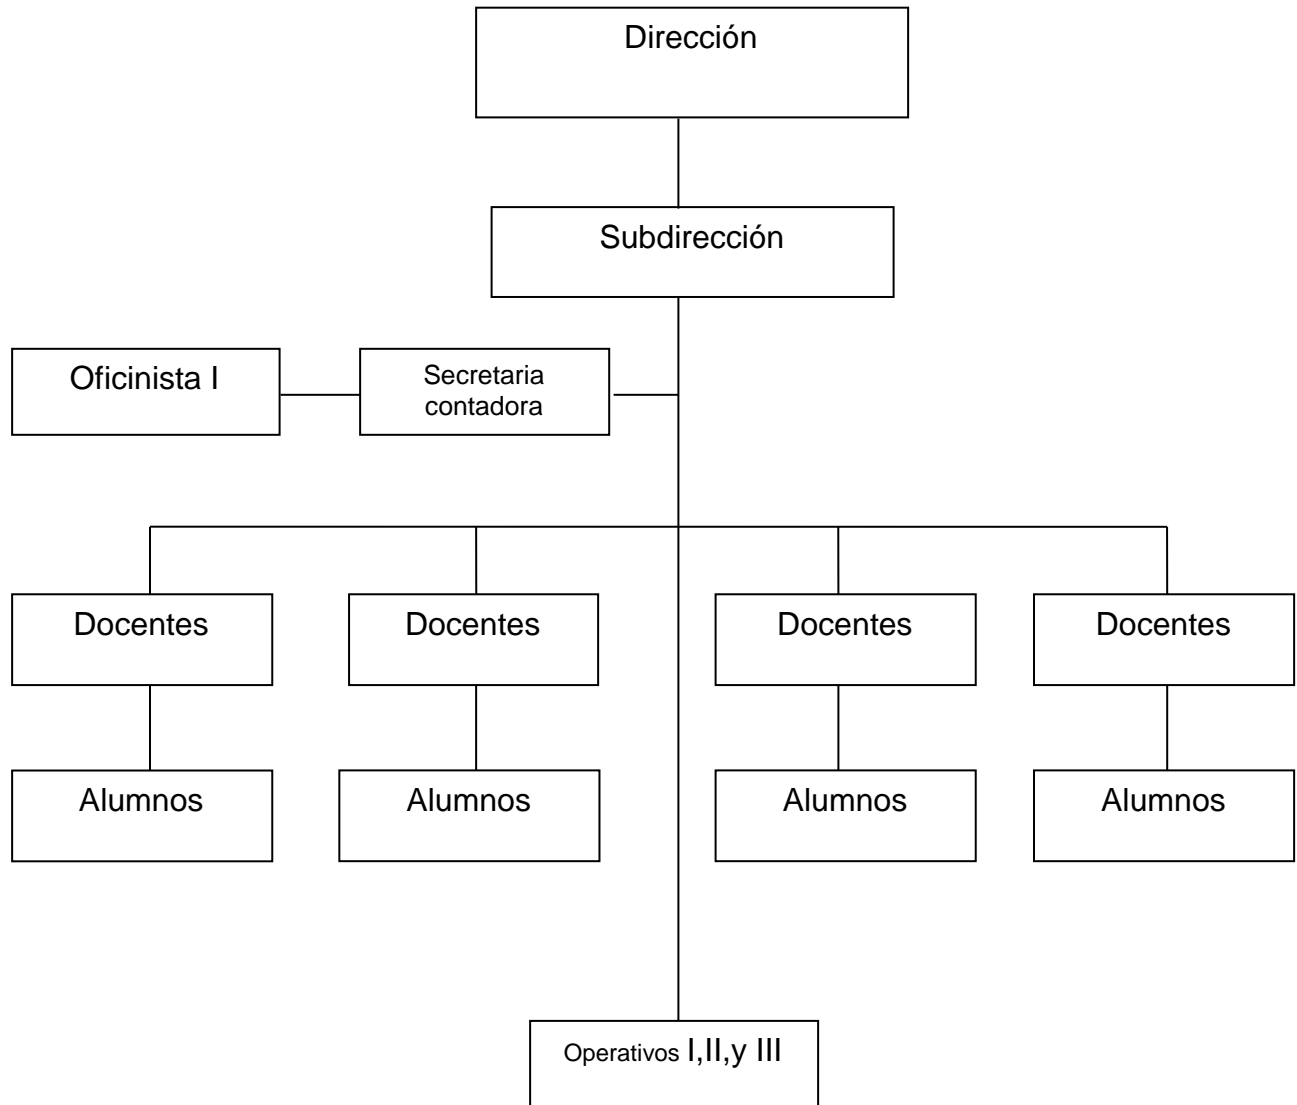 Dirección
Subdirección
Oficinista I
Secretaria
contadora
Docentes
Docentes
Docentes
Docentes
Alumnos
Alumnos
Alumnos
Alumnos
Operativos I,II,y III